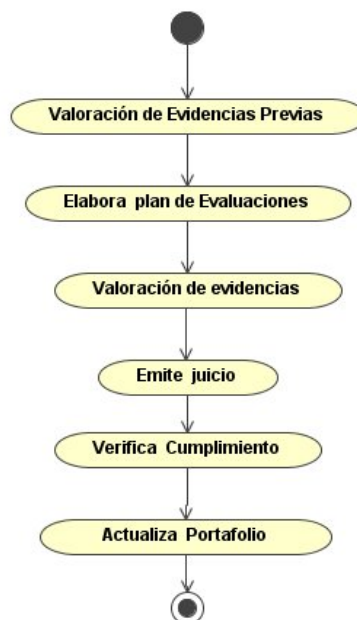 Valoración de Evidencias Previas
Elabora plan de Evaluaciones
Valoración de evidencias
Emite juicio
Verifica Cumplimiento
Actualiza Portafolio